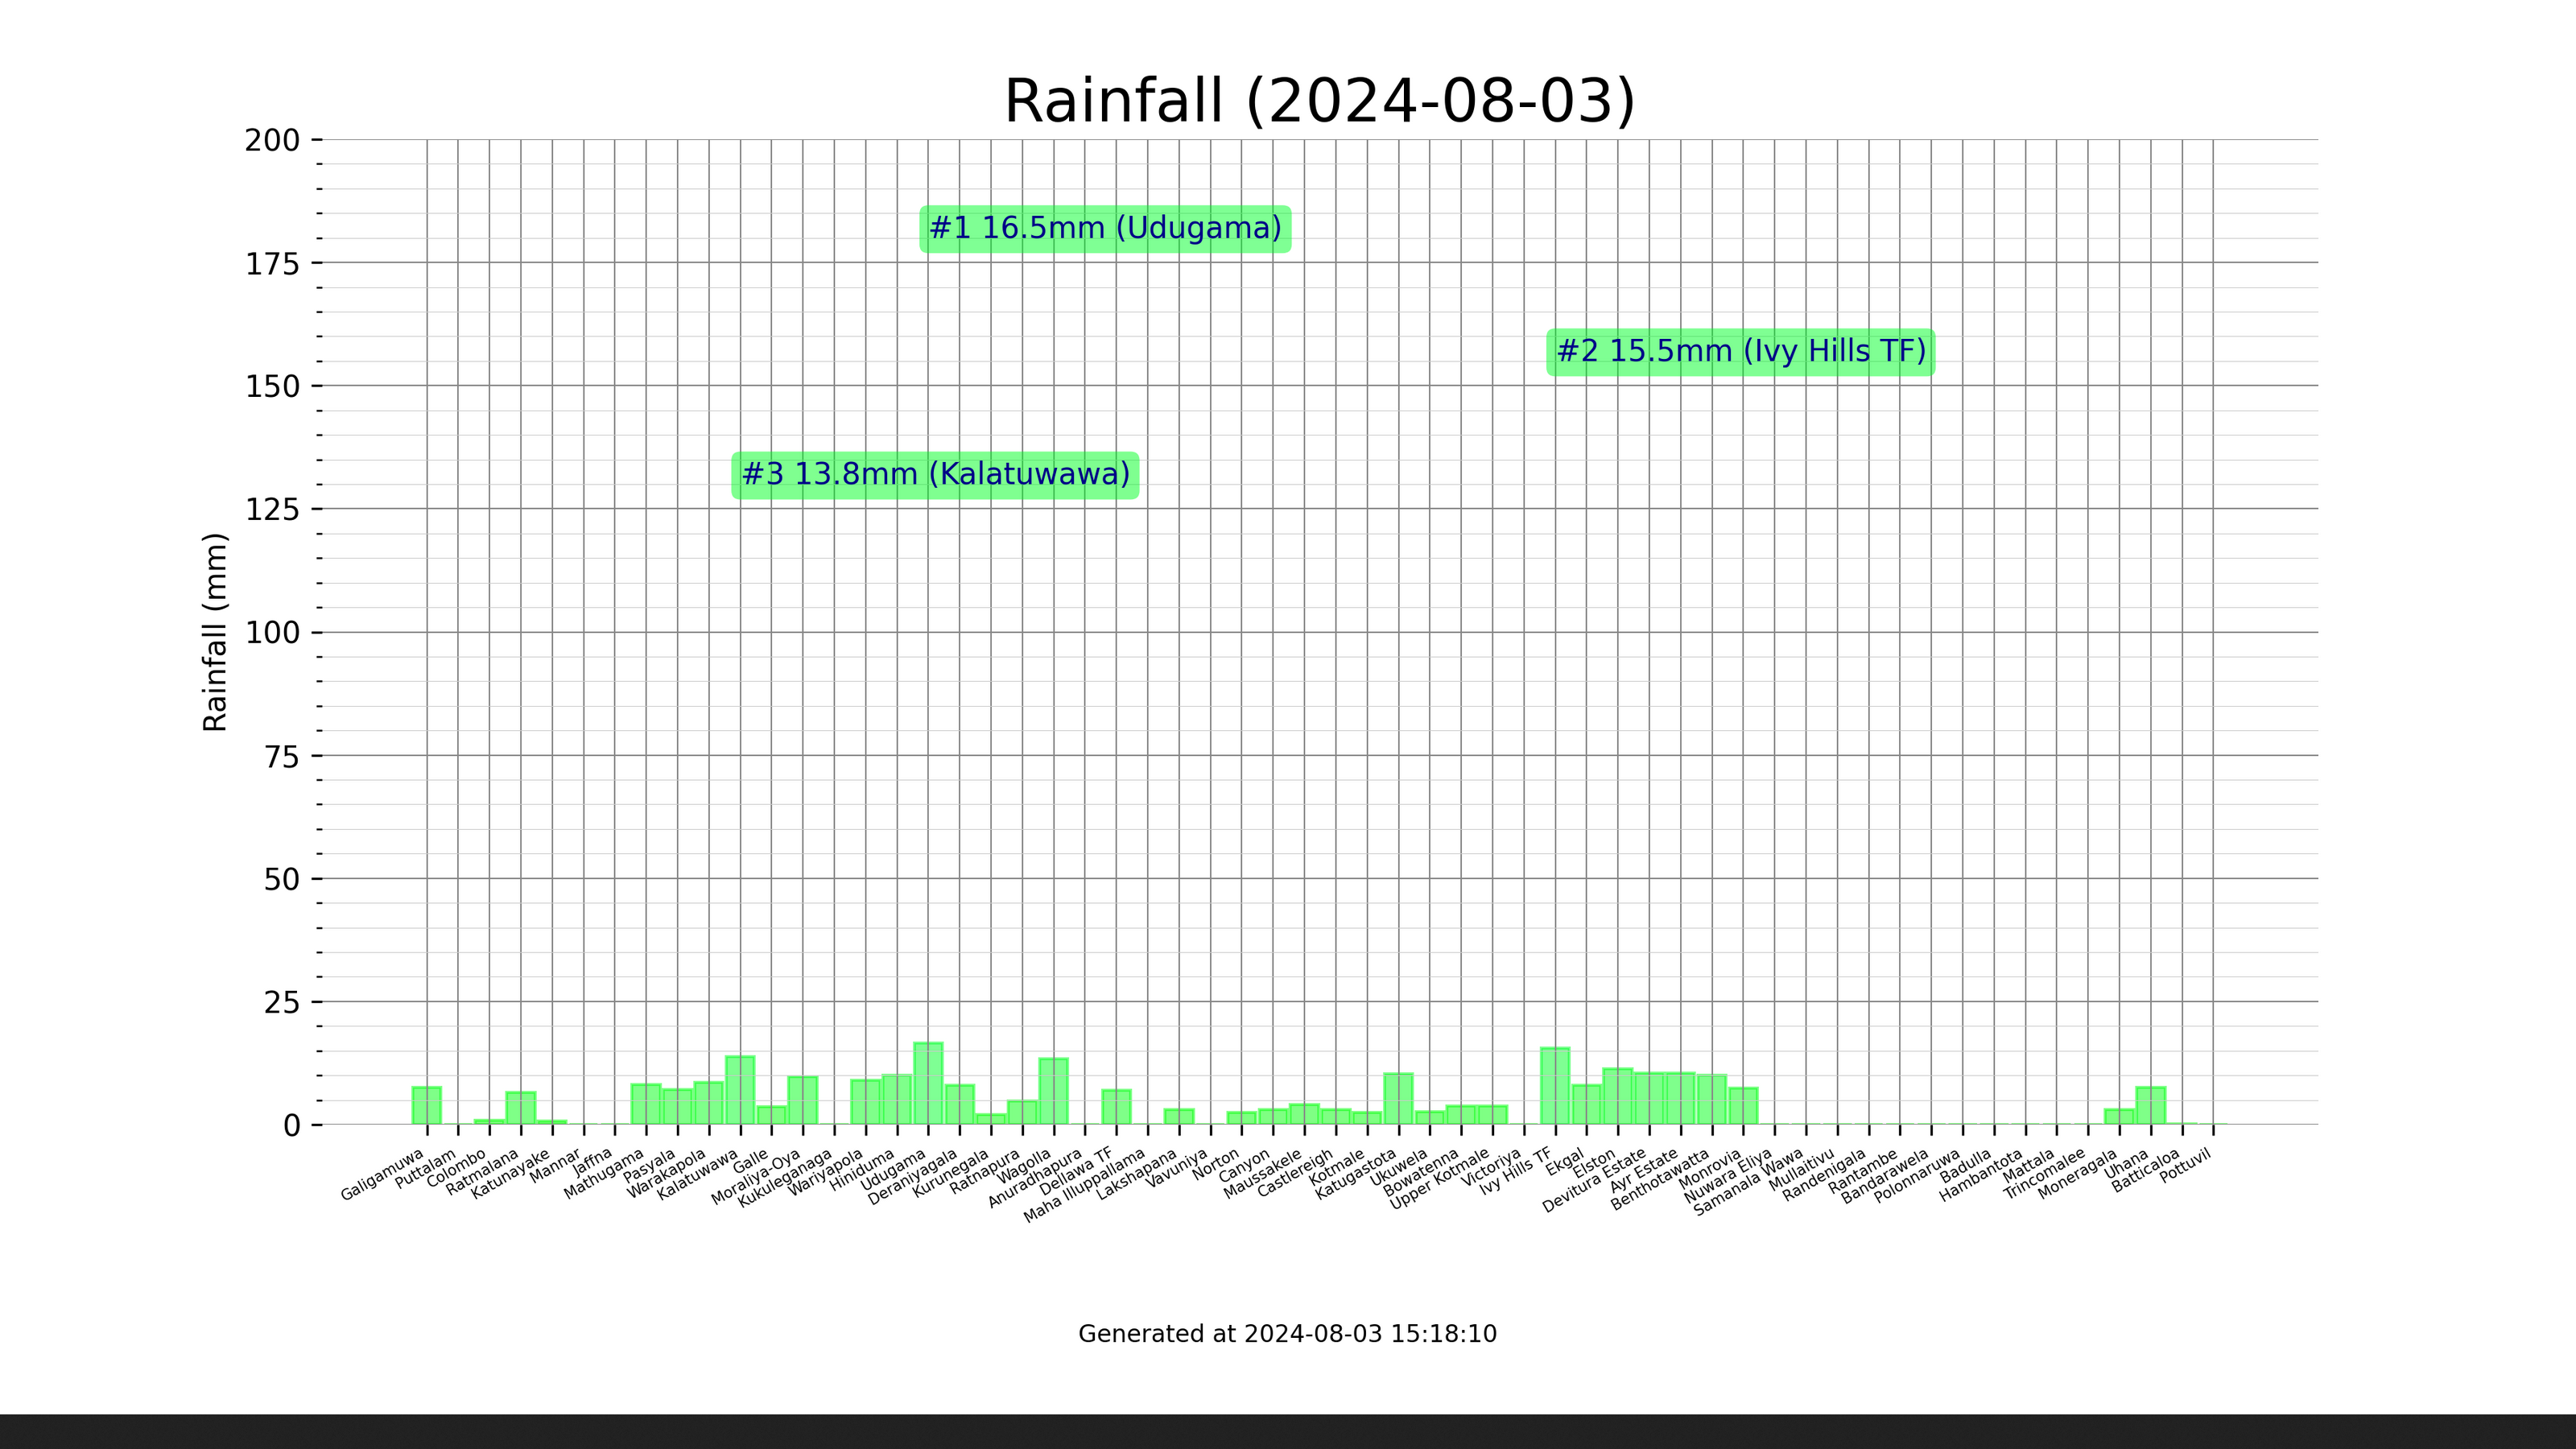 Rainfall (2024-08-03)
200
175
150
125
100
75
50
25
0
Rainfall (mm)
#1 16.5mm (Udugama)
#2 15.5mm (Ivy Hills TF)
#3 13.8mm (Kalatuwawa)
Galigamuwa
Puttalam
Colombo
Ratmalana
Katunayake
Mannar
Jaffna
Mathugama
Pasyala
Warakapola
Kalatuwawa
Galle
Moraliya-Oya
Kukuleganaga
Wariyapola
Hiniduma
Udugama
Deraniyagala
Kurunegala
Ratnapura
Wagolla
Anuradhapura
Dellawa TF
Maha Illuppallama
Lakshapana
Vavuniya
Norton
Canyon
Maussakele
Castlereigh
Kotmale
Katugastota
Ukuwela
Bowatenna
Upper Kotmale
Victoriya
Ivy Hills TF
Ekgal
Elston
Devitura Estate
Ayr Estate
Benthotawatta
Monrovia
Nuwara Eliya
Samanala Wawa
Mullaitivu
Randenigala
Rantambe
Bandarawela
Polonnaruwa
Badulla
Hambantota
Mattala
Trincomalee
Moneragala
Uhana
Batticaloa
Pottuvil
Generated at 2024-08-03 15:18:10